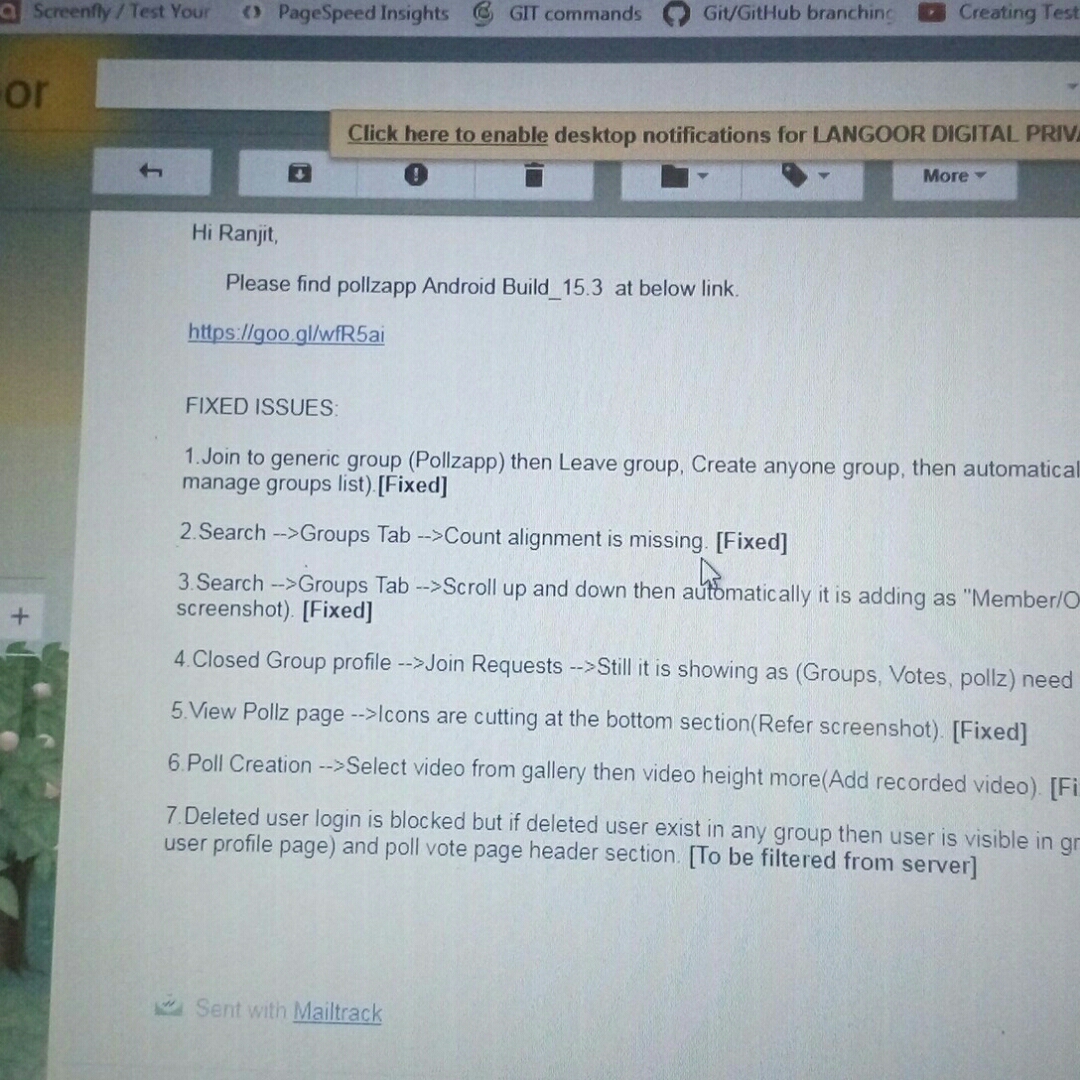 Screenfly / Test Your PageSpeed Insights GIT commands Git/GitHub branching Creating Test
or
Click here to enable desktop notifications for LANGOOR DIGITAL PRIVA
More
Hi Ranjit,
Please find pollzapp Android Build_15.3 at below link.
https://goo.gl/wfR5ai
FIXED ISSUES:
1.Join to generic group (Pollzapp) then Leave group, Create anyone group, then automatical
manage groups list).[Fixed]
2.Search -->Groups Tab -->Count alignment is missing. [Fixed]
3.Search -->Groups Tab -->Scroll up and down then automatically it is adding as "Member/O
screenshot). [Fixed]
4.Closed Group profile -->Join Requests -->Still it is showing as (Groups, Votes, pollz) need
5.View Pollz page -->Icons are cutting at the bottom section(Refer screenshot). [Fixed]
6.Poll Creation -->Select video from gallery then video height more(Add recorded video). [Fi
7.Deleted user login is blocked but if deleted user exist in any group then user is visible in gr
user profile page) and poll vote page header section. [To be filtered from server]
Sent with Mailtrack